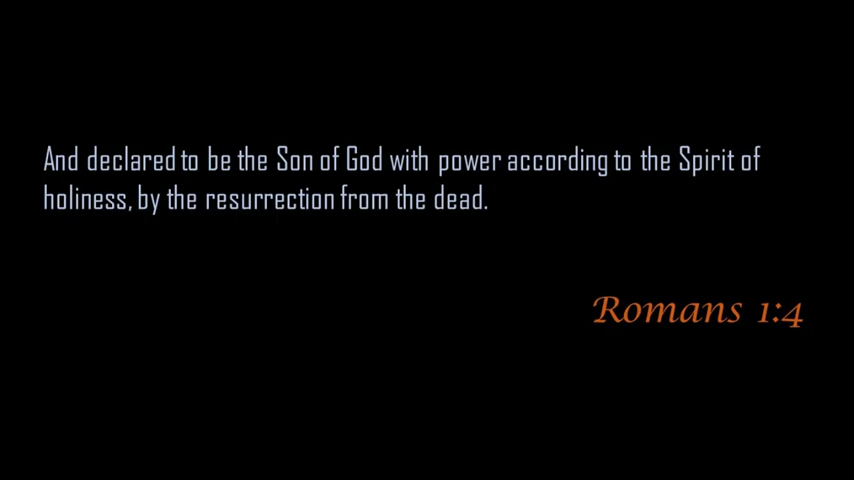 And declared to be the Son of God with power according to the Spirit of
holiness, by the resurrection from the dead.
Romans 1:4